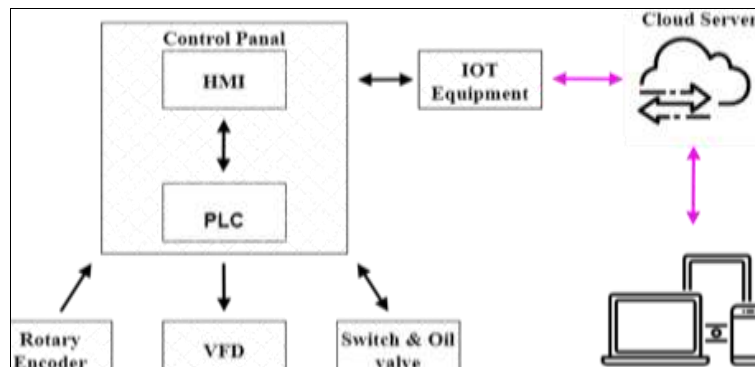 Cloud Server
Control Panal
HMI
IOT
Equipment
PLC
Rotary
Encoder
VFD
Switch & Oil
valve